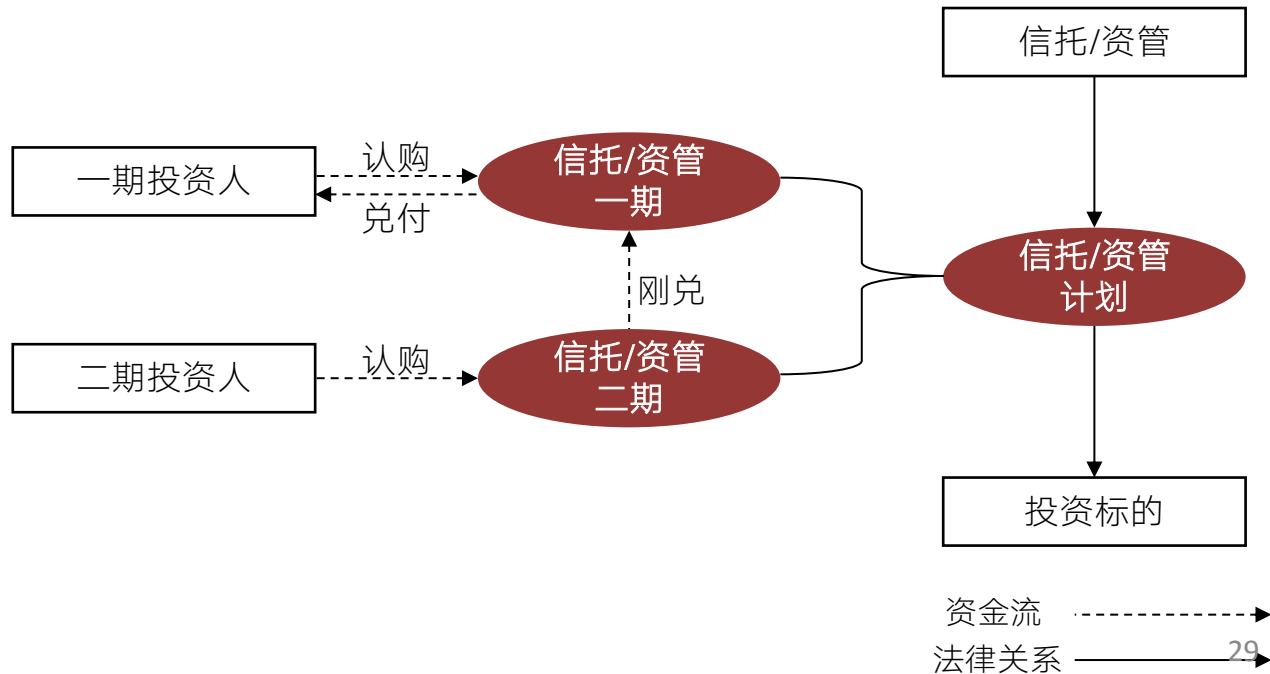 信托/资管
一期投资人
认购
兑付
信托/资管
一期
信托/资管
计划
刚兑
二期投资人
认购
信托/资管
二期
投资标的
资金流
法律关系
29